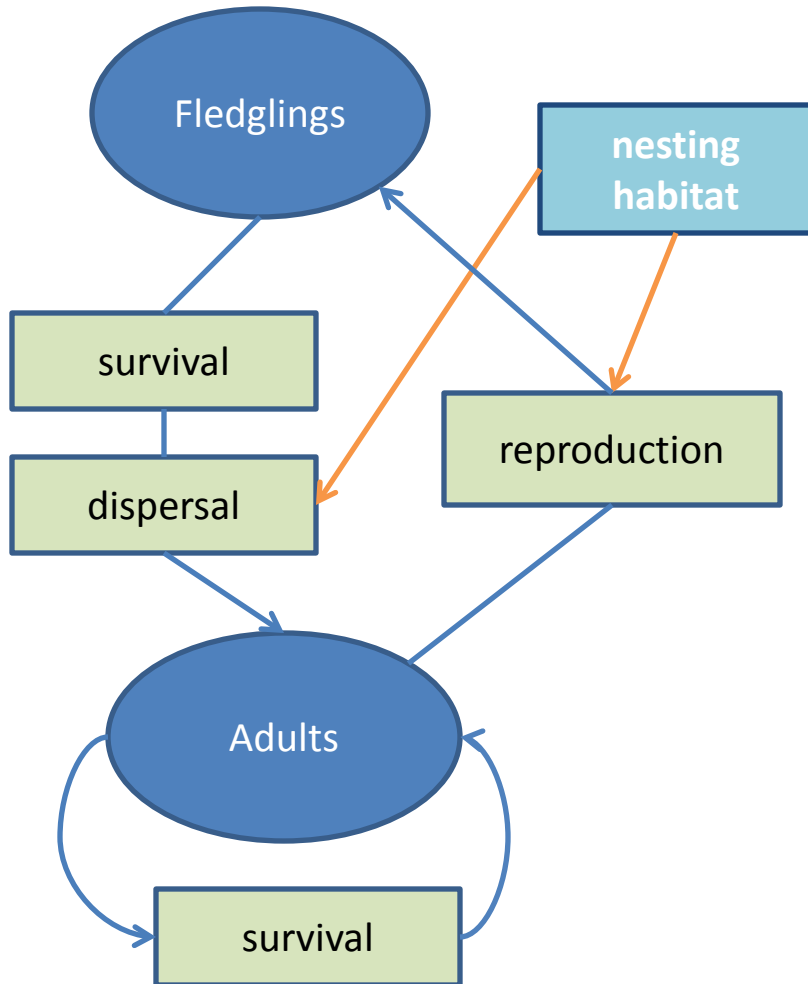 Fledglings
nesting
habitat
survival
reproduction
dispersal
Adults
survival